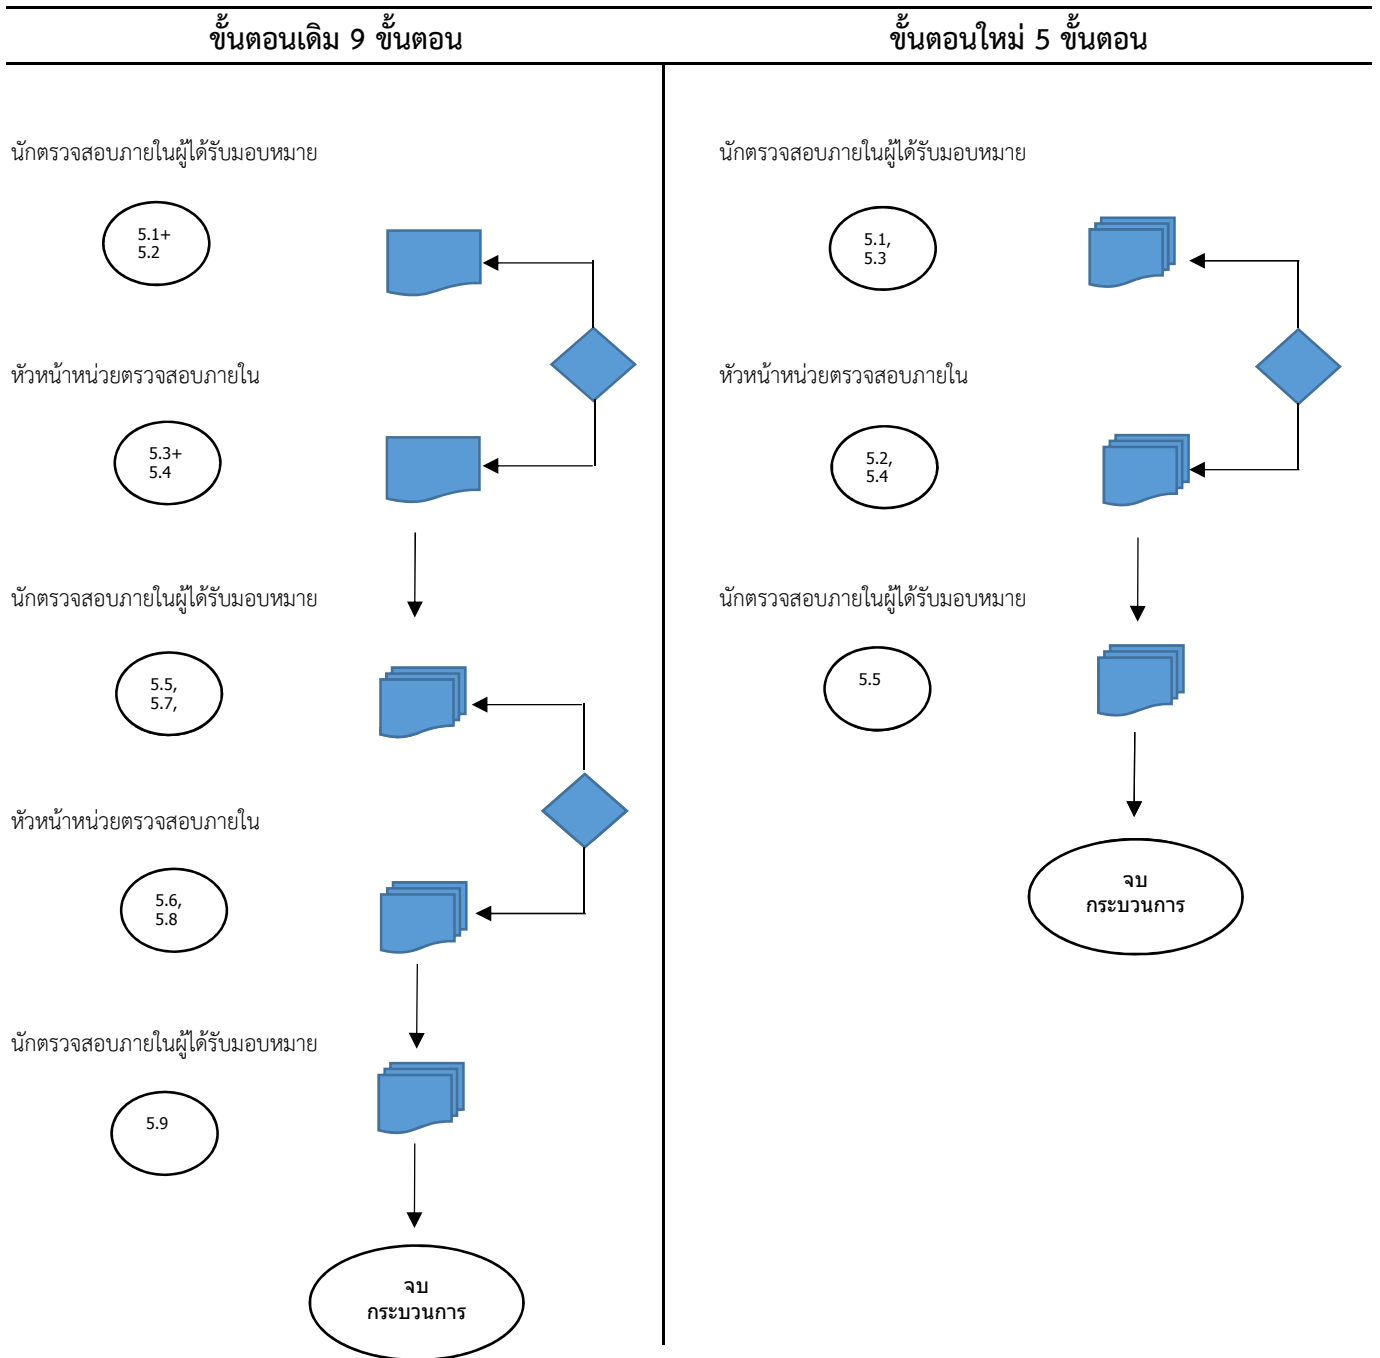 ขั้นตอนเดิม 9 ขั้นตอน
นักตรวจสอบภายในผู้ได้รับมอบหมาย
5.1+
5.2
หัวหน้าหน่วยตรวจสอบภายใน
5.3+
5.4
นักตรวจสอบภายในผู้ได้รับมอบหมาย
5.5,
5.7,
หัวหน้าหน่วยตรวจสอบภายใน
5.6,
5.8
นักตรวจสอบภายในผู้ได้รับมอบหมาย
5.9
จบ
กระบวนการ
ขั้นตอนใหม่ 5 ขั้นตอน
นักตรวจสอบภายในผู้ได้รับมอบหมาย
5.1,
5.3
หัวหน้าหน่วยตรวจสอบภายใน
5.2,
5.4
นักตรวจสอบภายในผู้ได้รับมอบหมาย
5.5
จบ
กระบวนการ